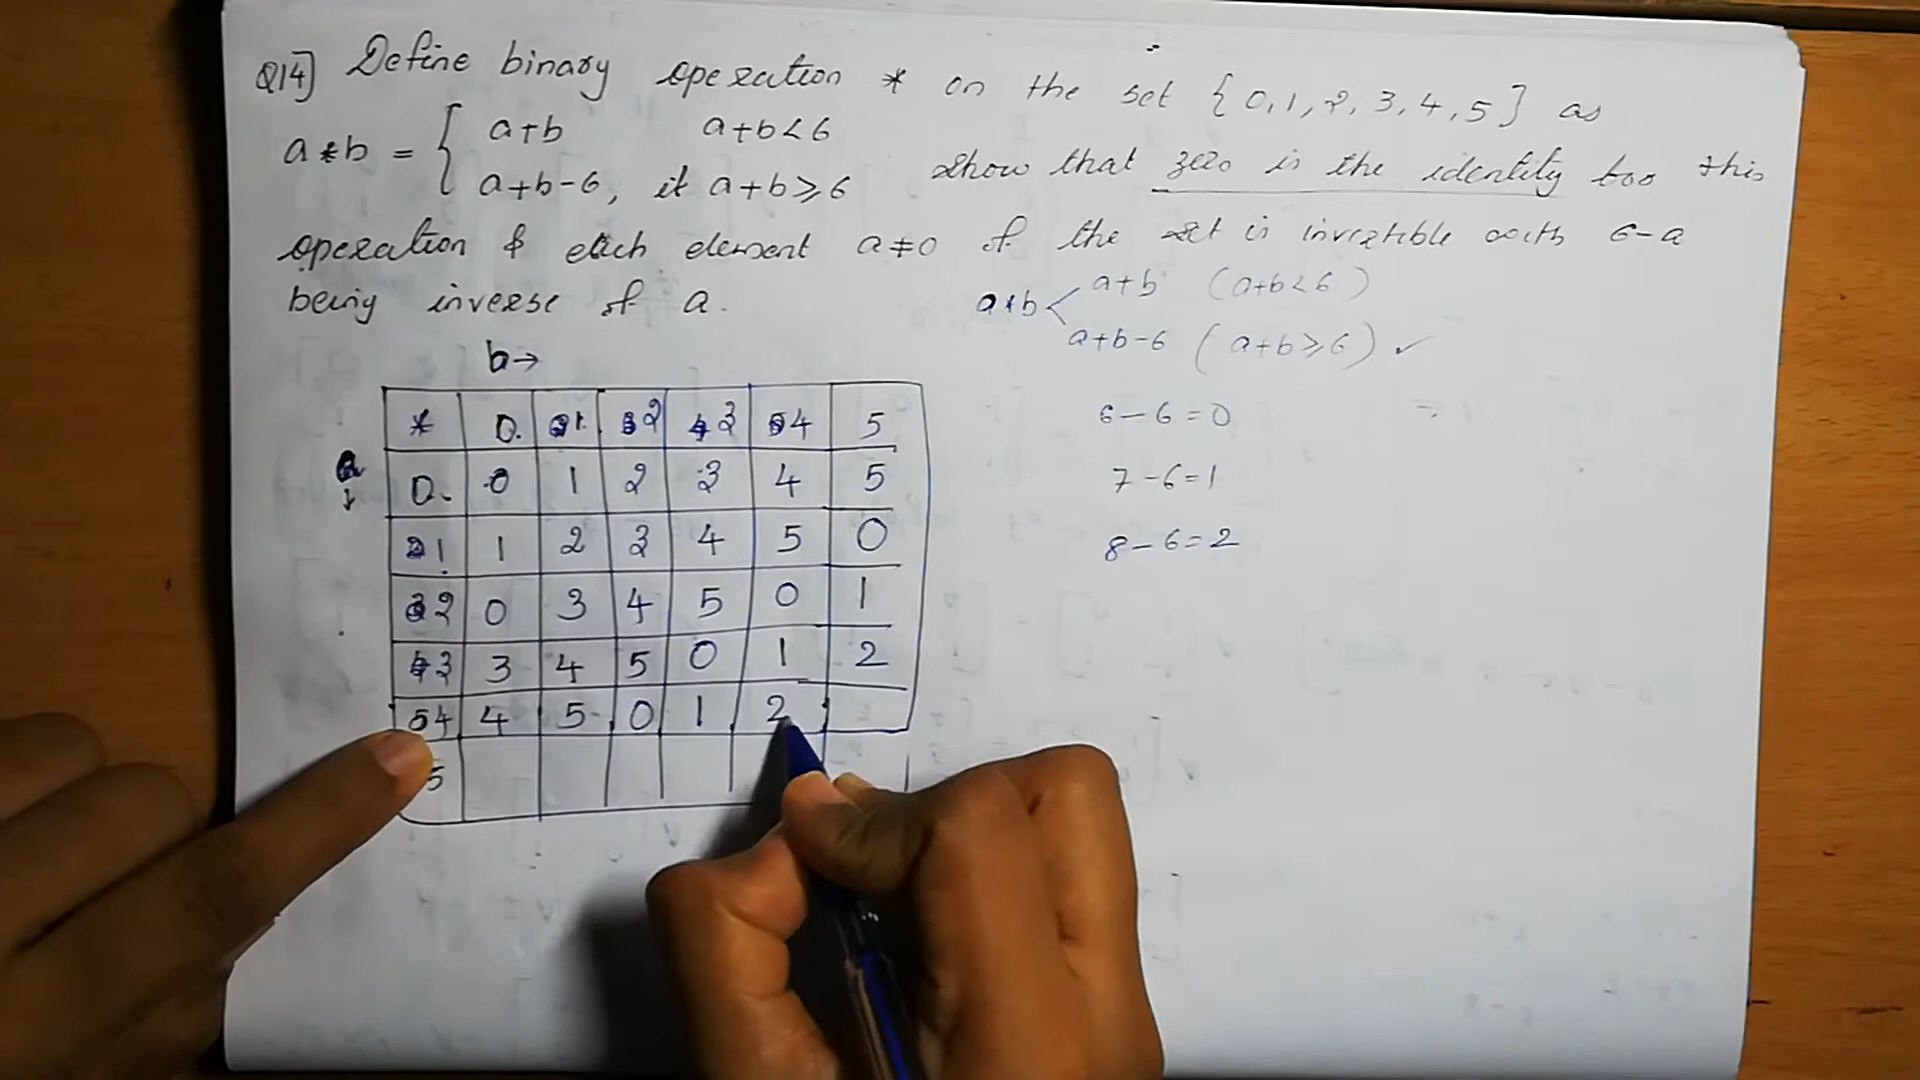 Q14] Define binary operation * on the set {0,1,2,3,4,5} as
a*b = { a+b a+b<6
a+b-6, if a+b≥6 show that zero is the identity for this
operation & each element a≠0 of the set is invertible with 6-a
being inverse of a.
a*b < a+b (a+b<6)
a+b-6 (a+b≥6) ✓
b→
a
↓
* 0. 1. 2 3 4 5
0. 0 1 2 3 4 5
1 1 2 3 4 5 0
2 0 3 4 5 0 1
3 3 4 5 0 1 2
4 4 5 0 1 2
5
6-6=0
7-6=1
8-6=2